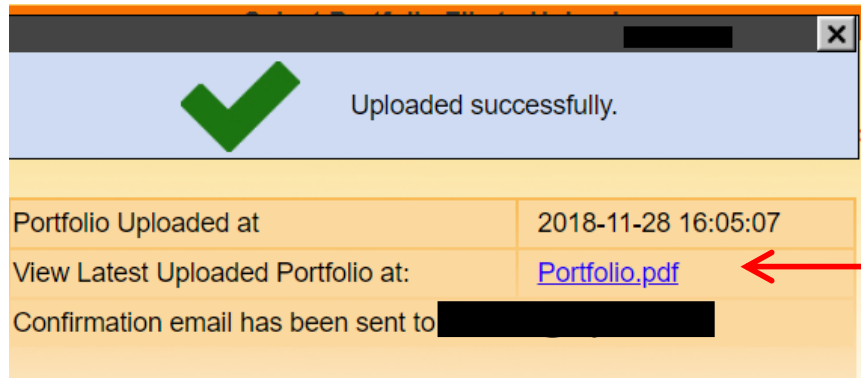 Uploaded successfully.
Portfolio Uploaded at 2018-11-28 16:05:07
View Latest Uploaded Portfolio at: Portfolio.pdf
Confirmation email has been sent to